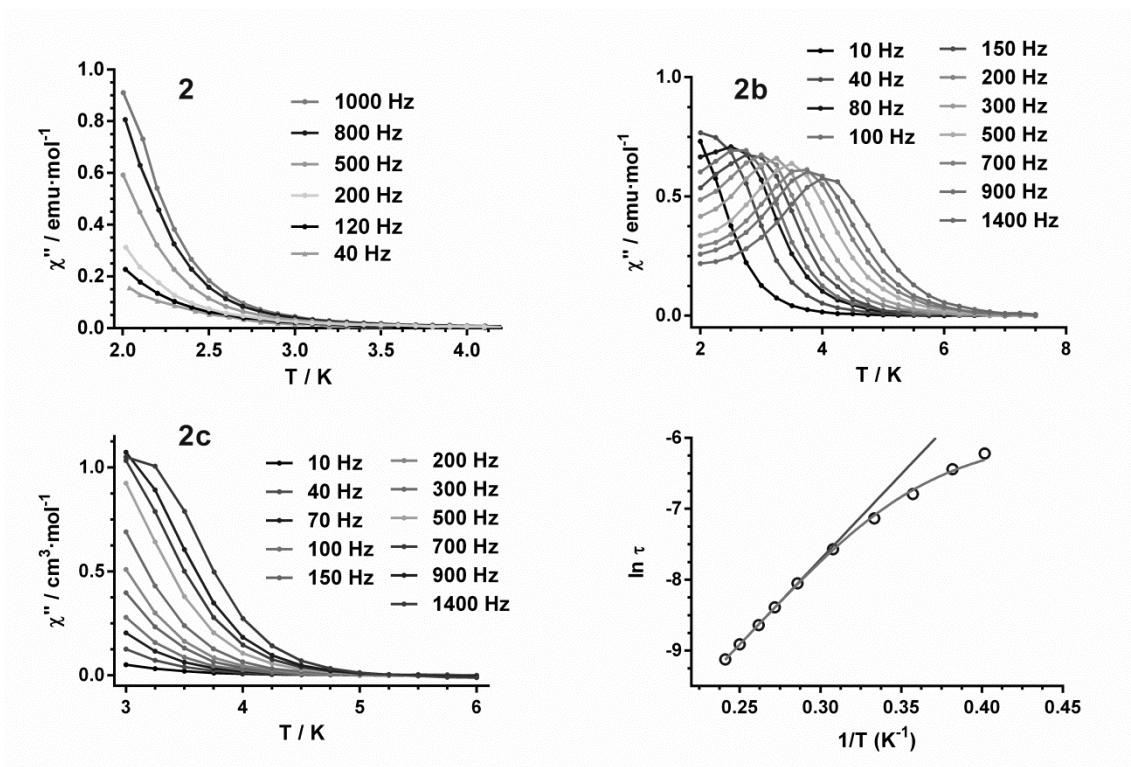 2
1.0
0.8
0.6
0.4
0.2
0.0
χ'' / emu·mol⁻¹
2.0 2.5 3.0 3.5 4.0
T / K
1000 Hz
800 Hz
500 Hz
200 Hz
120 Hz
40 Hz
2b
1.0
0.5
0.0
χ'' / emu·mol⁻¹
2 4 6 8
T / K
10 Hz
40 Hz
80 Hz
100 Hz
150 Hz
200 Hz
300 Hz
500 Hz
700 Hz
900 Hz
1400 Hz
2c
1.0
0.5
0.0
χ'' / cm³·mol⁻¹
3 4 5 6
T / K
10 Hz
40 Hz
70 Hz
100 Hz
150 Hz
200 Hz
300 Hz
500 Hz
700 Hz
900 Hz
1400 Hz
-6
-7
-8
-9
ln τ
0.25 0.30 0.35 0.40 0.45
1/T (K⁻¹)